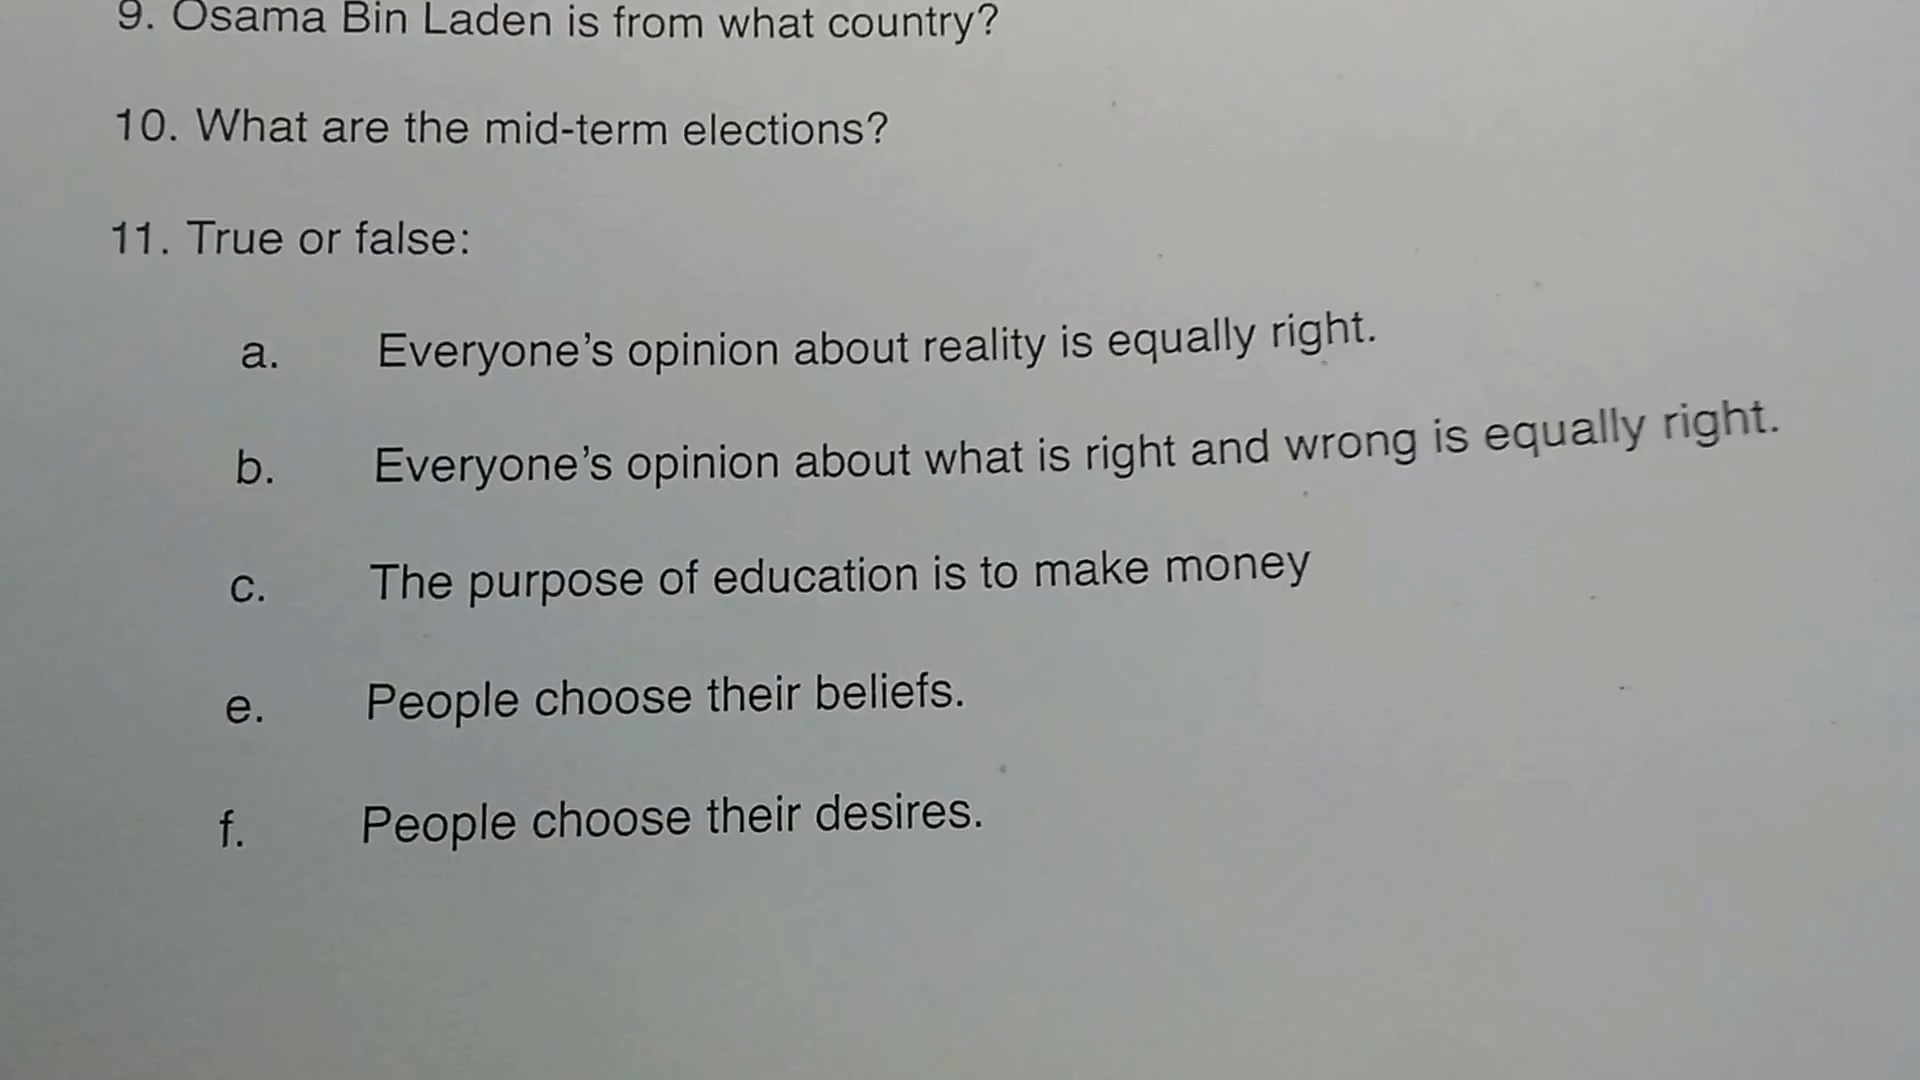 9. Osama Bin Laden is from what country?
10. What are the mid-term elections?
11. True or false:
a. Everyone's opinion about reality is equally right.
b. Everyone's opinion about what is right and wrong is equally right.
c. The purpose of education is to make money
e. People choose their beliefs.
f. People choose their desires.